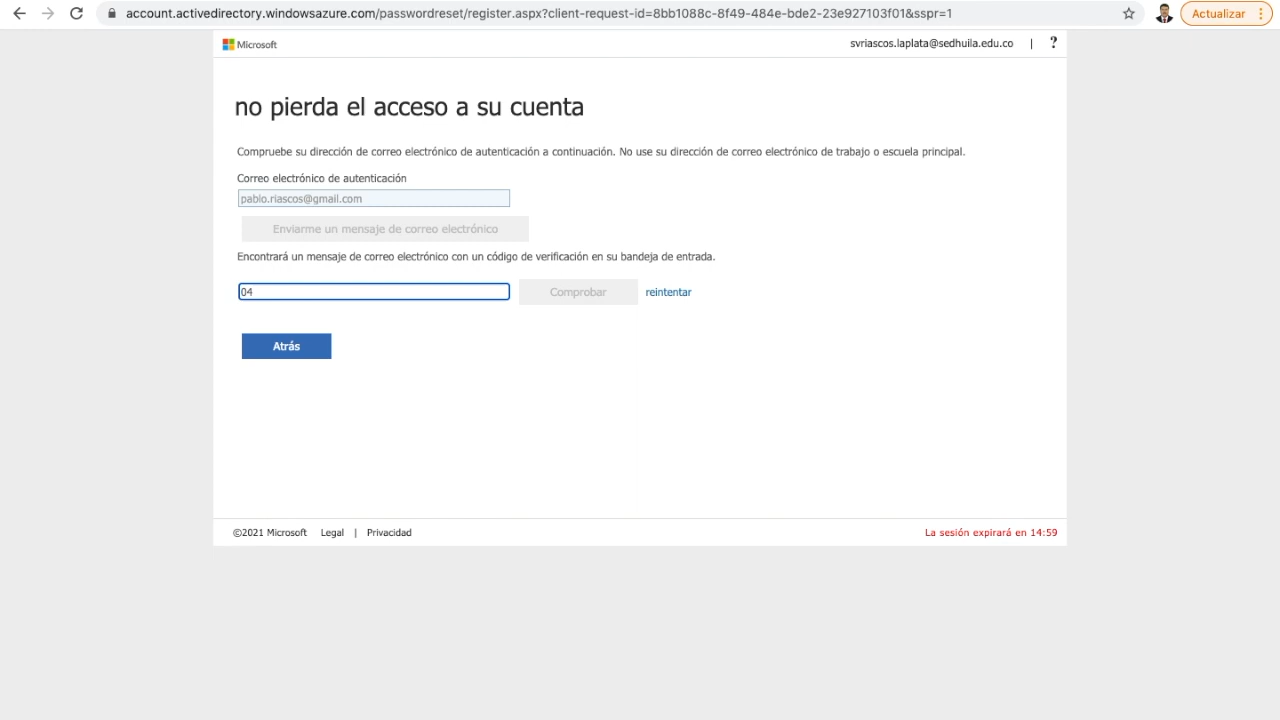 account.activedirectory.windowsazure.com/passwordreset/register.aspx?client-request-id=8bb1088c-8f49-484e-bde2-23e927103f01&sspr=1
Actualizar
Microsoft
svriascos.laplata@sedhuila.edu.co | ?
no pierda el acceso a su cuenta
Compruebe su dirección de correo electrónico de autenticación a continuación. No use su dirección de correo electrónico de trabajo o escuela principal.
Correo electrónico de autenticación
pablo.riascos@gmail.com
Enviarme un mensaje de correo electrónico
Encontrará un mensaje de correo electrónico con un código de verificación en su bandeja de entrada.
04
Comprobar
reintentar
Atrás
©2021 Microsoft Legal | Privacidad
La sesión expirará en 14:59